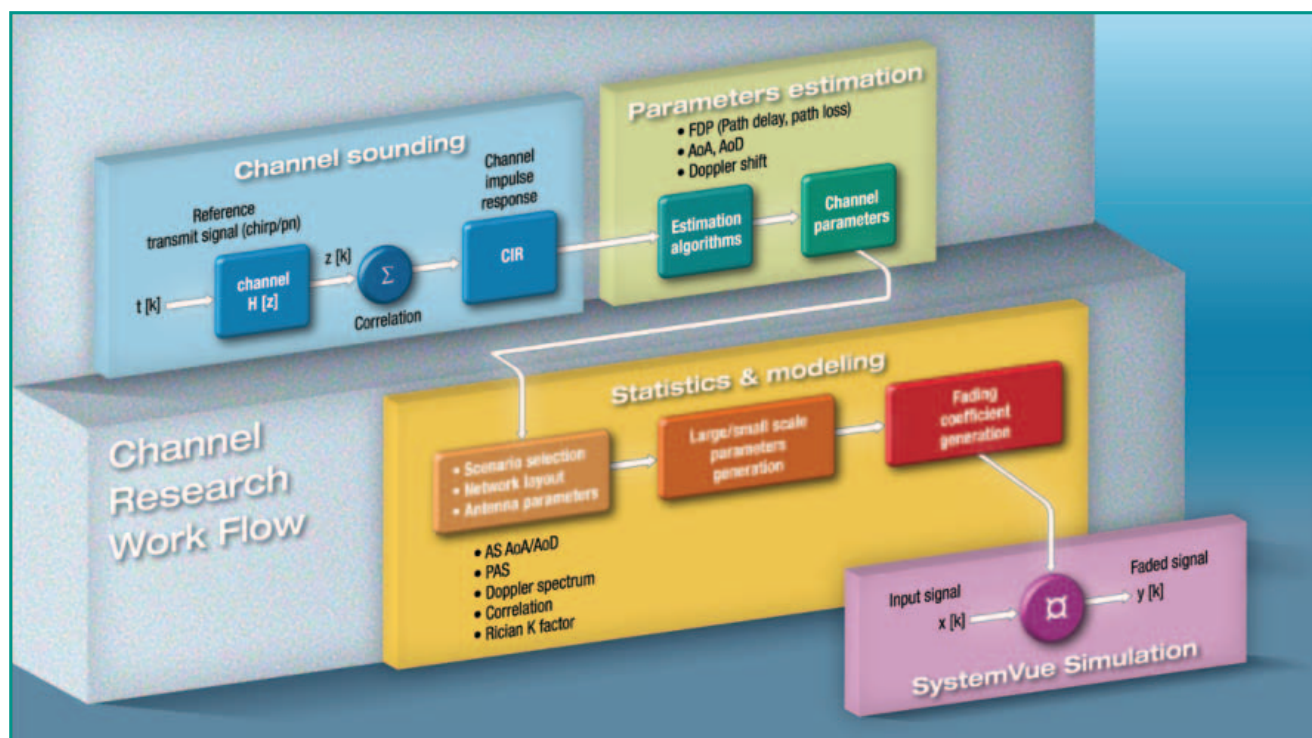 Channel sounding
Reference
transmit signal (chirp/pn)
t [k]
channel
H [z]
z [k]
Σ
Correlation
Channel
impulse
response
CIR
Parameters estimation
• FDP (Path delay, path loss)
• AoA, AoD
• Doppler shift
Estimation
algorithms
Channel
parameters
Channel
Research
Work Flow
Statistics & modeling
• Scenario selection
• Network layout
• Antenna parameters
• AS AoA/AoD
• PAS
• Doppler spectrum
• Correlation
• Rician K factor
Large/small scale
parameters
generation
Fading
coefficient
generation
Input signal
x [k]
¤
Faded signal
y [k]
SystemVue Simulation